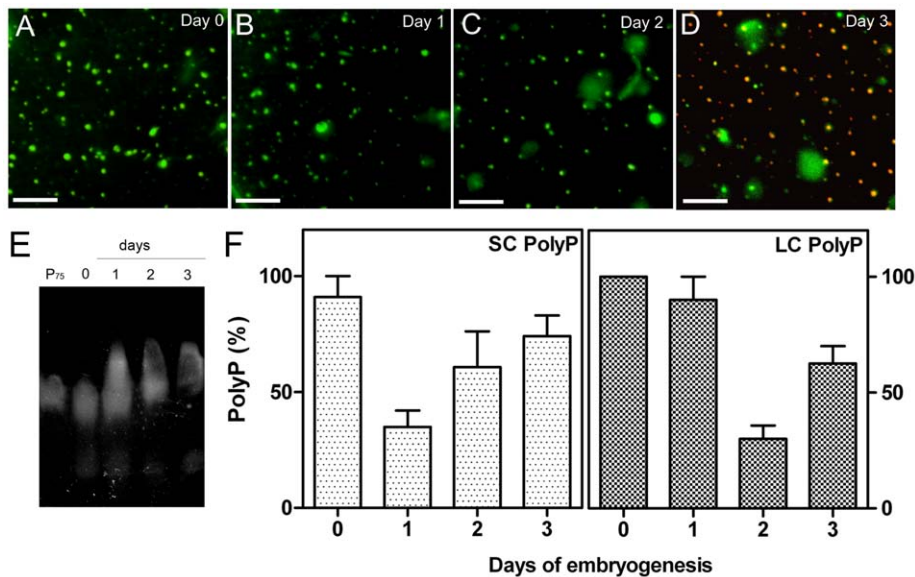 A Day 0
B Day 1
C Day 2
D Day 3
E days
P75 0 1 2 3
F SC PolyP LC PolyP
PolyP (%)
100 100
50 50
0 0
0 1 2 3 0 1 2 3
Days of embryogenesis